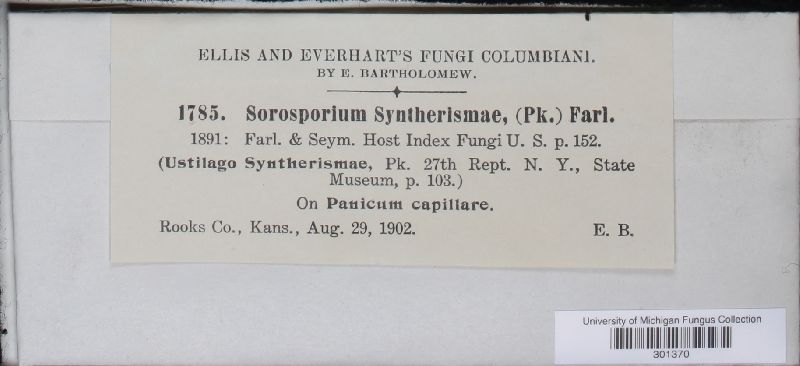 ELLIS AND EVERHART'S FUNGI COLUMBIANI.
BY E. BARTHOLOMEW.
1785. Sorosporium Syntherismae, (Pk.) Farl.
1891: Farl. & Seym. Host Index Fungi U. S. p. 152.
(Ustilago Syntherismae, Pk. 27th Rept. N. Y., State
Museum, p. 103.)
On Panicum capillare.
Rooks Co., Kans., Aug. 29, 1902. E. B.
University of Michigan Fungus Collection
301370